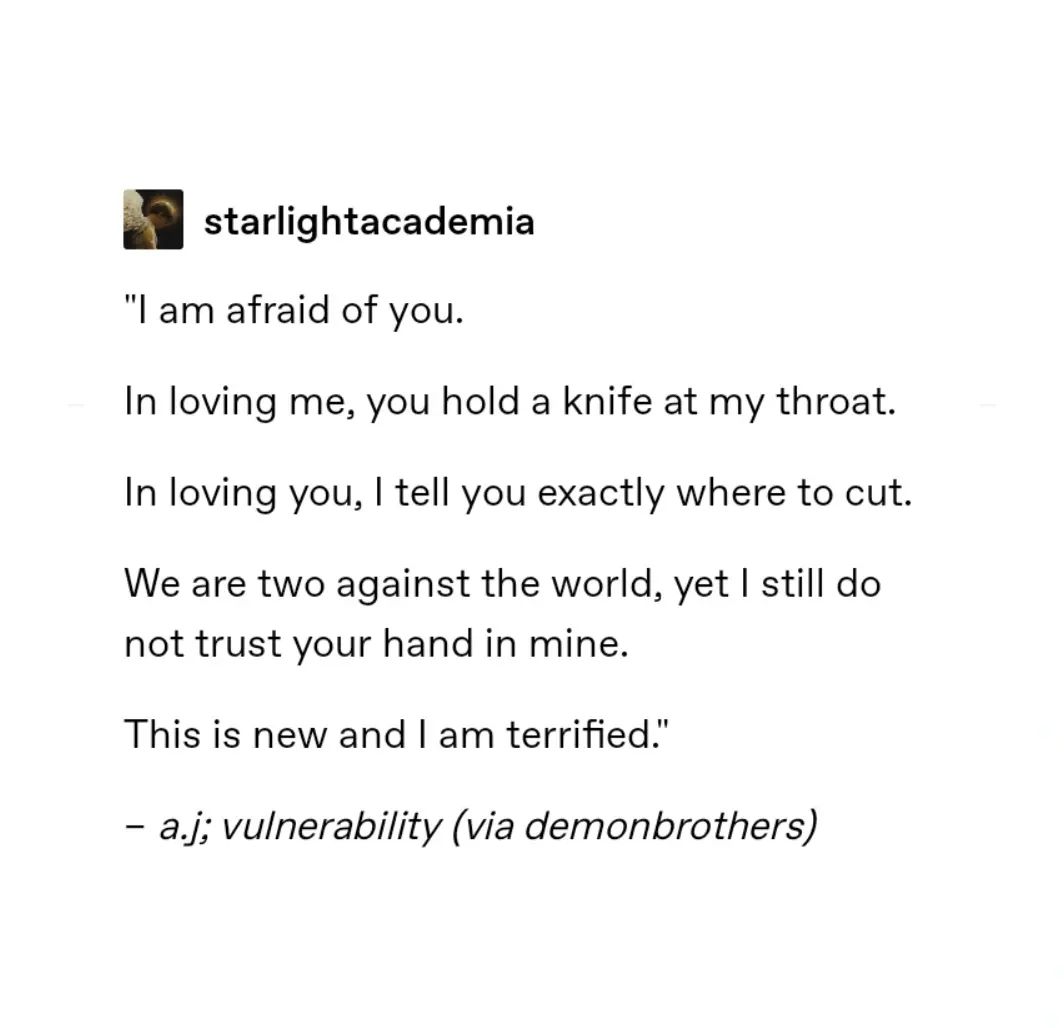 starlightacademia
"I am afraid of you.
In loving me, you hold a knife at my throat.
In loving you, I tell you exactly where to cut.
We are two against the world, yet I still do
not trust your hand in mine.
This is new and I am terrified."
– a.j; vulnerability (via demonbrothers)